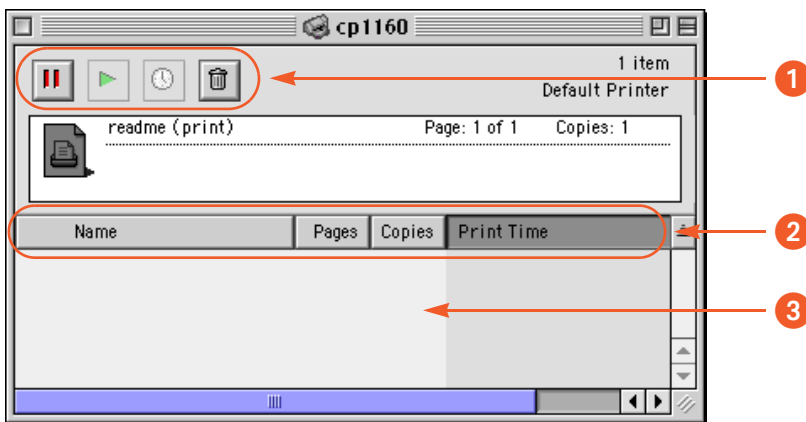 cp1160
1 item
Default Printer
1
readme (print) Page: 1 of 1 Copies: 1
Name Pages Copies Print Time
2
3